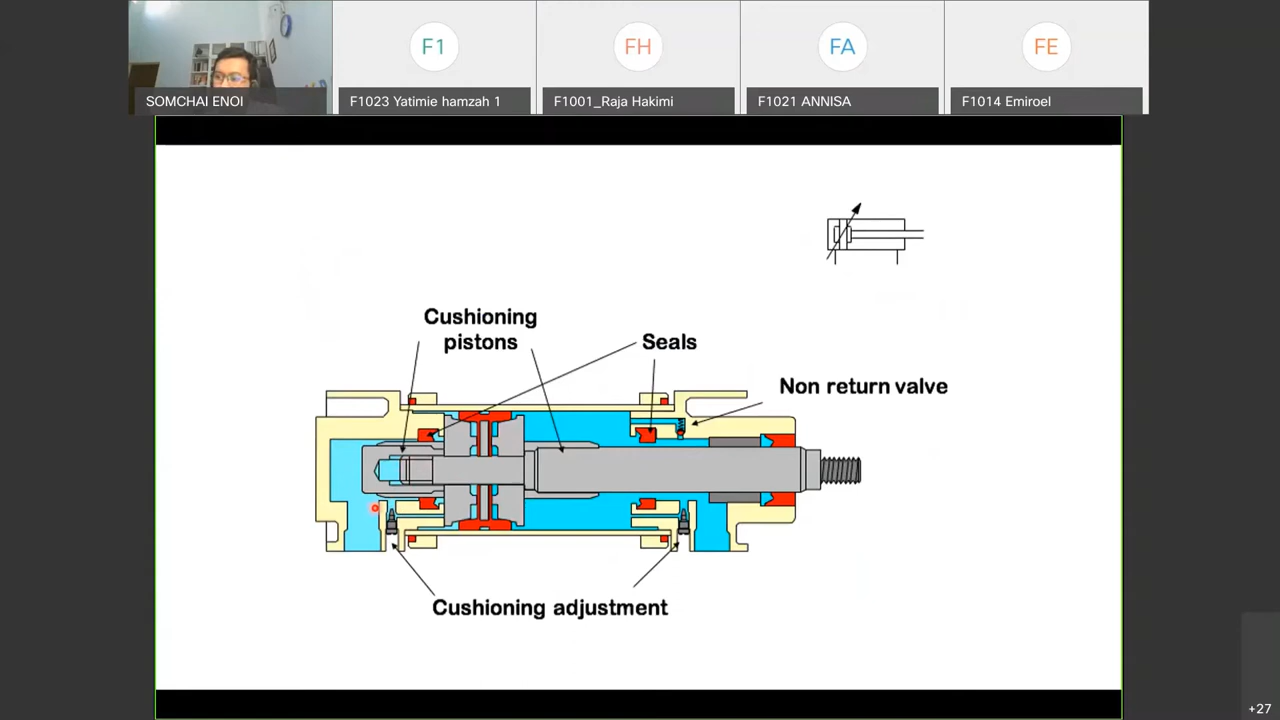 F1
FH
FA
FE
SOMCHAI ENOI
F1023 Yatimie hamzah 1
F1001_Raja Hakimi
F1021 ANNISA
F1014 Emiroel
Cushioning
pistons
Seals
Non return valve
Cushioning adjustment
+27